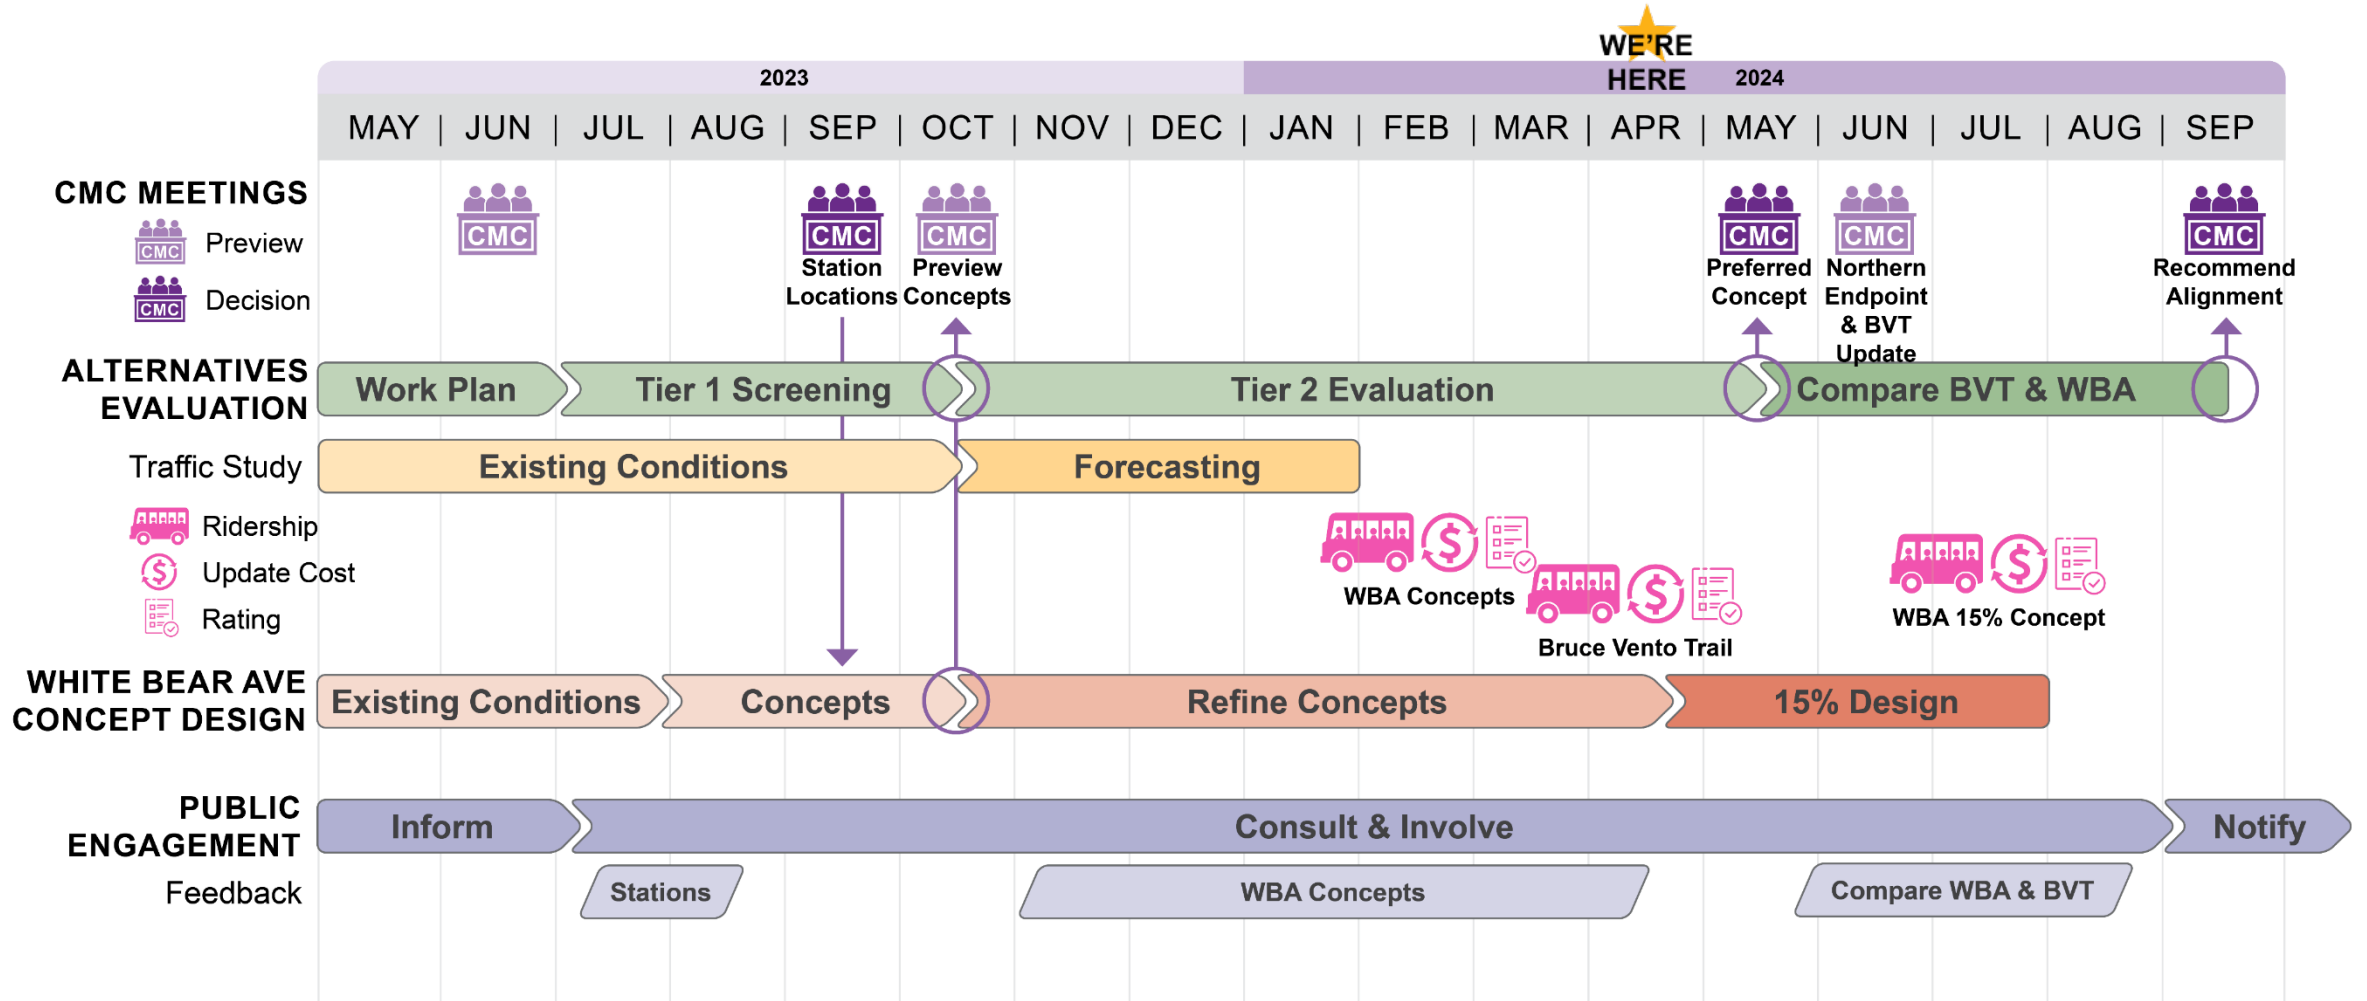 WE'RE
HERE
2023
2024
MAY | JUN | JUL | AUG | SEP | OCT | NOV | DEC | JAN | FEB | MAR | APR | MAY | JUN | JUL | AUG | SEP
CMC MEETINGS
CMC Preview
CMC Decision
CMC
CMC
Station
Locations
CMC
Preview
Concepts
CMC
Preferred
Concept
CMC
Northern
Endpoint
& BVT
Update
CMC
Recommend
Alignment
ALTERNATIVES
EVALUATION
Work Plan
Tier 1 Screening
Tier 2 Evaluation
Compare BVT & WBA
Traffic Study
Existing Conditions
Forecasting
Ridership
$ Update Cost
Rating
$
WBA Concepts
$
Bruce Vento Trail
$
WBA 15% Concept
WHITE BEAR AVE
CONCEPT DESIGN
Existing Conditions
Concepts
Refine Concepts
15% Design
PUBLIC
ENGAGEMENT
Inform
Consult & Involve
Notify
Feedback
Stations
WBA Concepts
Compare WBA & BVT